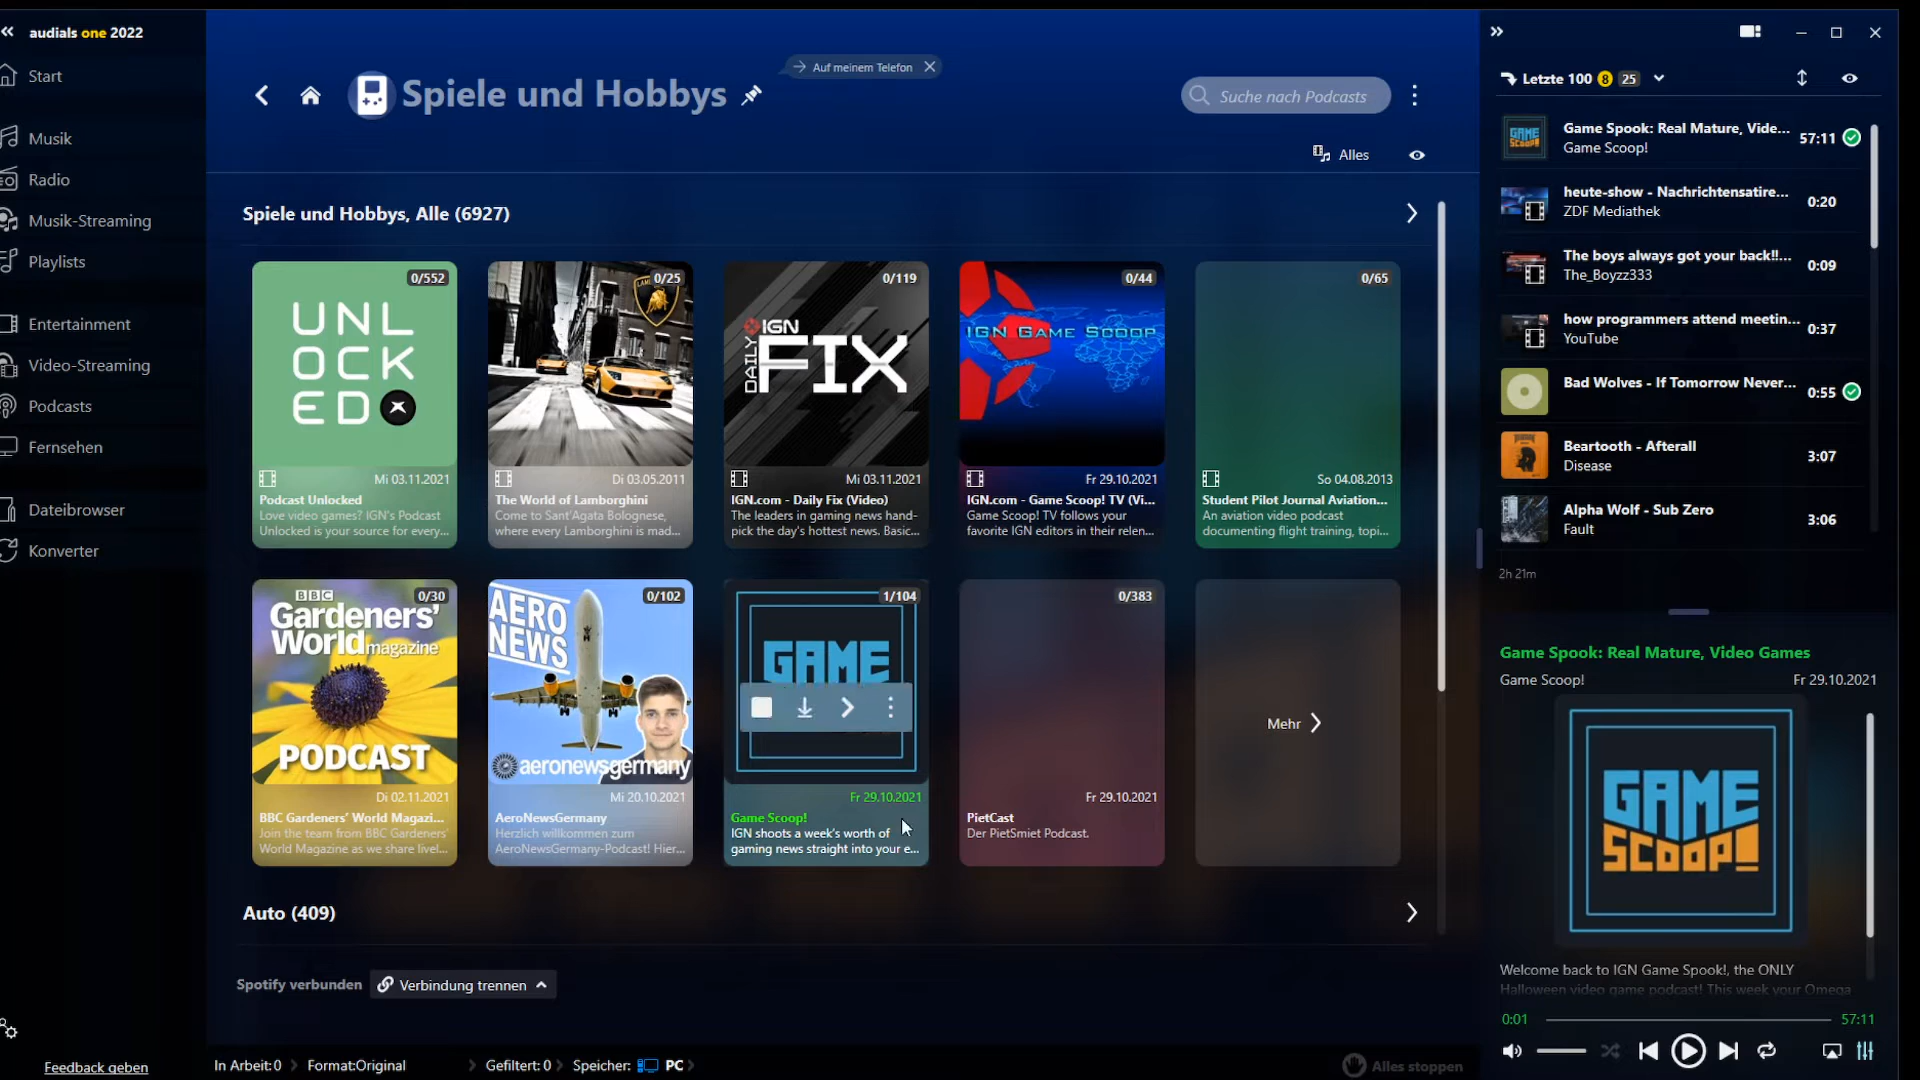 audials one 2022
Start
Musik
Radio
Musik-Streaming
Playlists
Entertainment
Video-Streaming
Podcasts
Fernsehen
Dateibrowser
Konverter
Feedback geben
Auf meinem Telefon
Spiele und Hobbys
Suche nach Podcasts
Alles
Spiele und Hobbys, Alle (6927)
0/552
UNL
OCK
ED
Mi 03.11.2021
Podcast Unlocked
Love video games? IGN's Podcast
Unlocked is your source for every...
0/25
Di 03.05.2011
The World of Lamborghini
Come to Sant'Agata Bolognese,
where every Lamborghini is mad...
0/119
IGN
DAILY
FIX
Mi 03.11.2021
IGN.com - Daily Fix (Video)
The leaders in gaming news hand-
pick the day's hottest news. Basic...
0/44
IGN GAME SCOOP
Fr 29.10.2021
IGN.com - Game Scoop! TV (Vi...
Game Scoop! TV follows your
favorite IGN editors in their relen...
0/65
So 04.08.2013
Student Pilot Journal Aviation...
An aviation video podcast
documenting flight training, topi...
0/30
BBC
Gardeners'
World magazine
PODCAST
Di 02.11.2021
BBC Gardeners' World Magazi...
Join the team from BBC Gardeners'
World Magazine as we share livel...
0/102
AERO
NEWS
aeronewsgermany
Mi 20.10.2021
AeroNewsGermany
Herzlich willkommen zum
AeroNewsGermany-Podcast! Hier...
1/104
GAME
Fr 29.10.2021
Game Scoop!
IGN shoots a week's worth of
gaming news straight into your e...
0/383
Fr 29.10.2021
PietCast
Der PietSmiet Podcast.
Mehr
Auto (409)
Spotify verbunden
Verbindung trennen
In Arbeit: 0
Format:Original
Gefiltert: 0
Speicher:
PC
Alles stoppen
Letzte 100 8 25
GAME
SCOOP!
Game Spook: Real Mature, Vide...
Game Scoop!
57:11
heute-show - Nachrichtensatire...
ZDF Mediathek
0:20
The boys always got your back!!...
The_Boyzz333
0:09
how programmers attend meetin...
YouTube
0:37
Bad Wolves - If Tomorrow Never...
0:55
Beartooth - Afterall
Disease
3:07
Alpha Wolf - Sub Zero
Fault
3:06
2h 21m
Game Spook: Real Mature, Video Games
Game Scoop!
Fr 29.10.2021
GAME
SCOOP!
Welcome back to IGN Game Spook!, the ONLY
Halloween video game podcast! This week your Omega
0:01
57:11